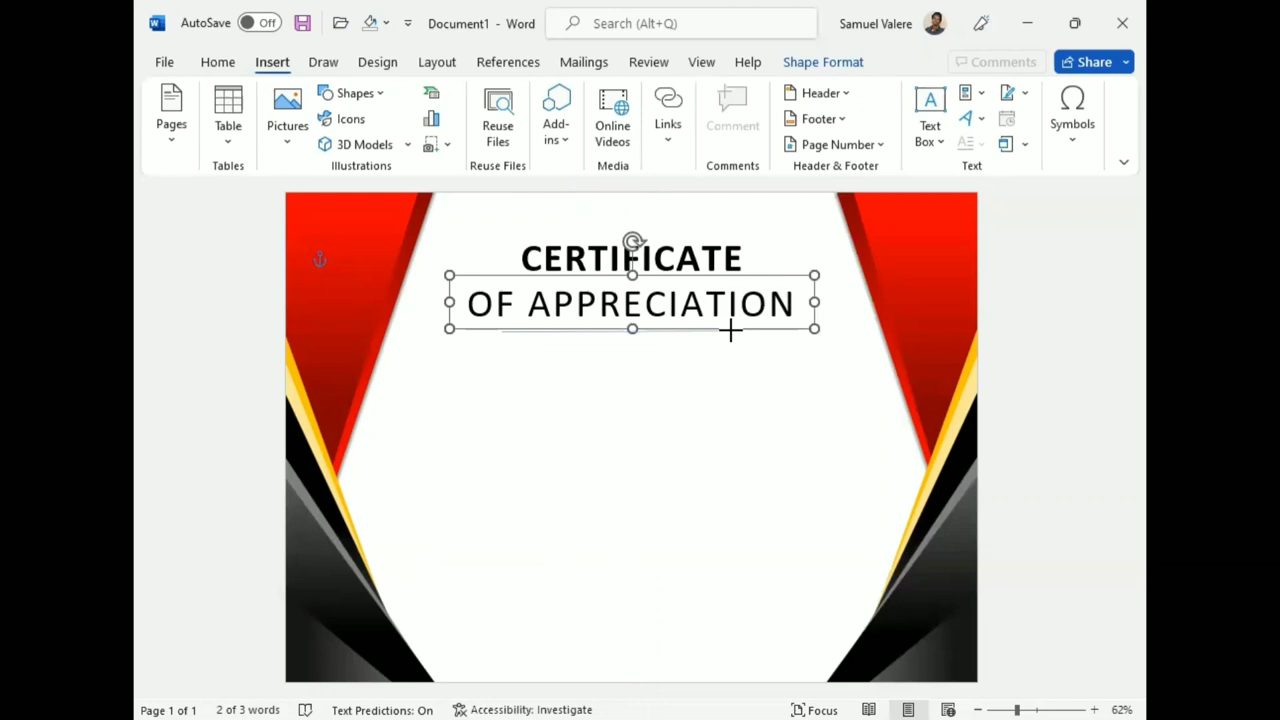 AutoSave Off Document1 - Word Search (Alt+Q) Samuel Valere
File Home Insert Draw Design Layout References Mailings Review View Help Shape Format Comments Share
Pages
Table
Pictures
Shapes
Icons
3D Models
Reuse
Files
Add-
ins
Online
Videos
Links
Comment
Header
Footer
Page Number
Text
Box
Symbols
Tables Illustrations Reuse Files Media Comments Header & Footer Text
CERTIFICATE
OF APPRECIATION
Page 1 of 1 2 of 3 words Text Predictions: On Accessibility: Investigate Focus 62%